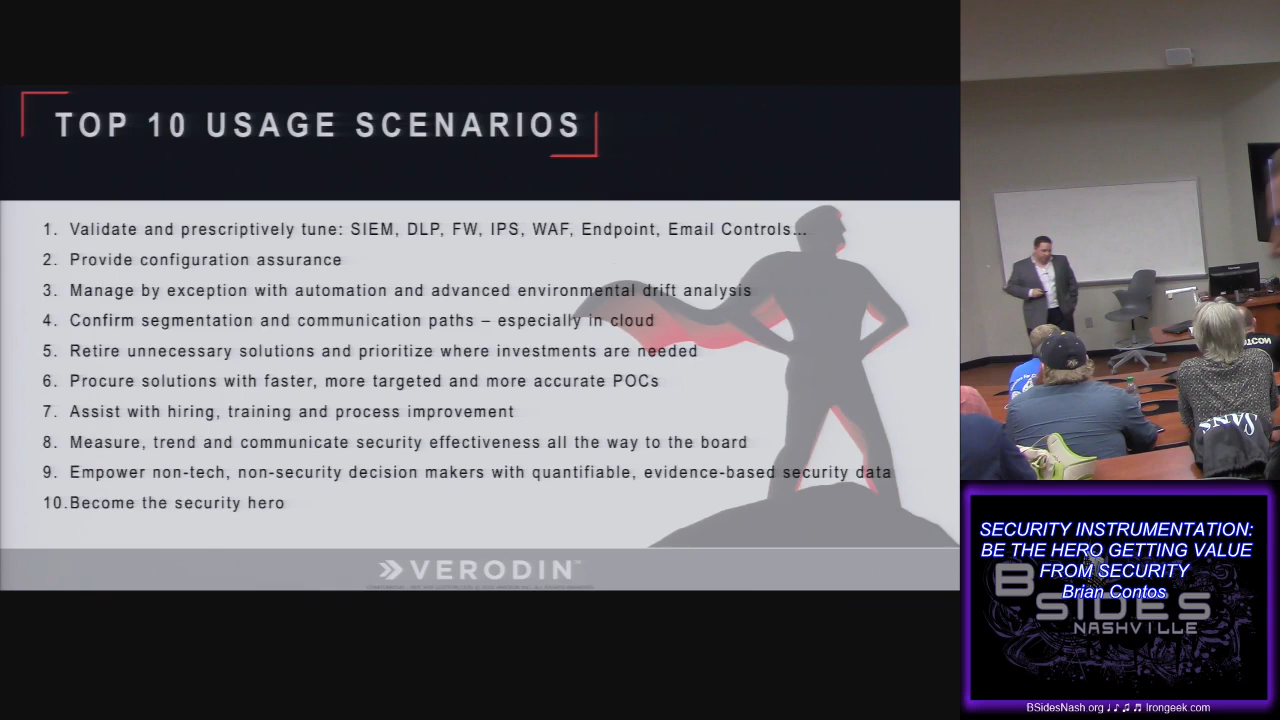 TOP 10 USAGE SCENARIOS
1. Validate and prescriptively tune: SIEM, DLP, FW, IPS, WAF, Endpoint, Email Controls...
2. Provide configuration assurance
3. Manage by exception with automation and advanced environmental drift analysis
4. Confirm segmentation and communication paths – especially in cloud
5. Retire unnecessary solutions and prioritize where investments are needed
6. Procure solutions with faster, more targeted and more accurate POCs
7. Assist with hiring, training and process improvement
8. Measure, trend and communicate security effectiveness all the way to the board
9. Empower non-tech, non-security decision makers with quantifiable, evidence-based security data
10. Become the security hero
VERODIN
SANS
SECURITY INSTRUMENTATION:
BE THE HERO GETTING VALUE
FROM SECURITY
Brian Contos
BSIDES
NASHVILLE
BSidesNash.org ♩ ♪ ♫ ♬ Irongeek.com